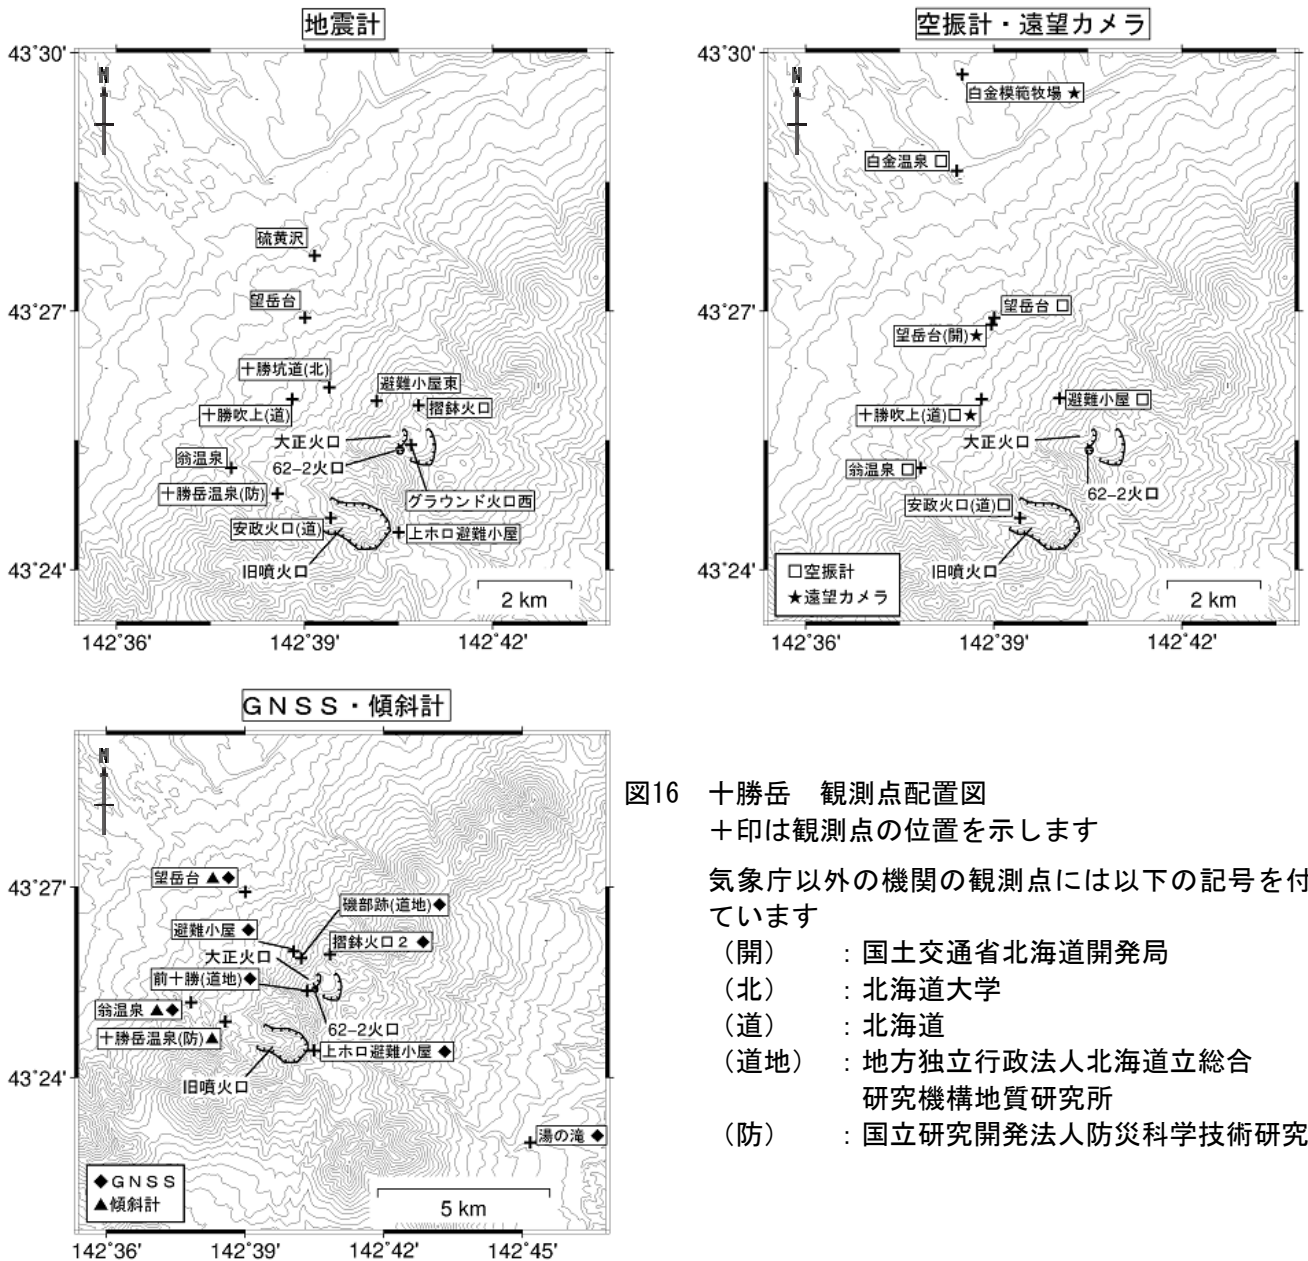 地震計
43°30'
43°27'
43°24'
142°36'
142°39'
142°42'
N
硫黄沢
望岳台
十勝坑道(北)
避難小屋東
十勝吹上(道)
摺鉢火口
大正火口
翁温泉
62-2火口
十勝岳温泉(防)
グラウンド火口西
安政火口(道)
上ホロ避難小屋
旧噴火口
2 km
空振計・遠望カメラ
43°30'
43°27'
43°24'
142°36'
142°39'
142°42'
N
白金模範牧場 ★
白金温泉 □
望岳台 □
望岳台(開)★
避難小屋 □
十勝吹上(道)□★
大正火口
翁温泉 □
62-2火口
安政火口(道)□
旧噴火口
□空振計
★遠望カメラ
2 km
GNSS・傾斜計
43°27'
43°24'
142°36'
142°39'
142°42'
142°45'
N
望岳台 ▲◆
磯部跡(道地)◆
避難小屋 ◆
摺鉢火口2 ◆
大正火口
前十勝(道地)◆
翁温泉 ▲◆
62-2火口
十勝岳温泉(防)▲
上ホロ避難小屋 ◆
旧噴火口
湯の滝 ◆
◆GNSS
▲傾斜計
5 km
図16 十勝岳 観測点配置図
+印は観測点の位置を示します
気象庁以外の機関の観測点には以下の記号を付
ています
(開) :国土交通省北海道開発局
(北) :北海道大学
(道) :北海道
(道地) :地方独立行政法人北海道立総合
研究機構地質研究所
(防) :国立研究開発法人防災科学技術研究